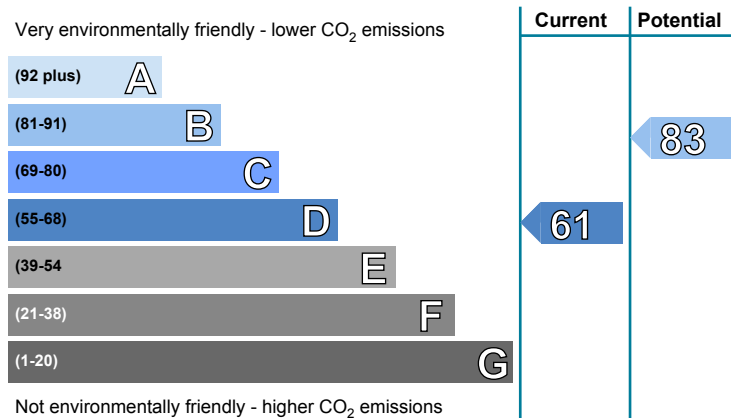 Very environmentally friendly - lower CO₂ emissions
Current
Potential
(92 plus) A
(81-91) B
83
(69-80) C
(55-68) D
61
(39-54 E
(21-38) F
(1-20) G
Not environmentally friendly - higher CO₂ emissions